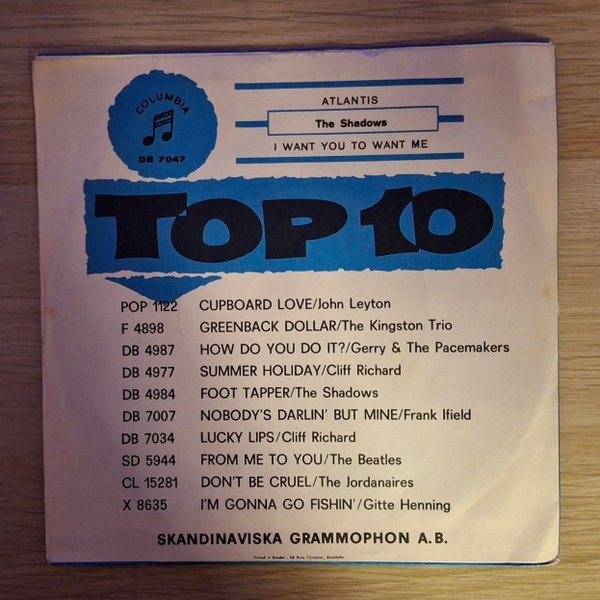 COLUMBIA
DB 7047
ATLANTIS
The Shadows
I WANT YOU TO WANT ME
TOP 10
POP 1122 CUPBOARD LOVE/John Leyton
F 4898 GREENBACK DOLLAR/The Kingston Trio
DB 4987 HOW DO YOU DO IT?/Gerry & The Pacemakers
DB 4977 SUMMER HOLIDAY/Cliff Richard
DB 4984 FOOT TAPPER/The Shadows
DB 7007 NOBODY'S DARLIN' BUT MINE/Frank Ifield
DB 7034 LUCKY LIPS/Cliff Richard
SD 5944 FROM ME TO YOU/The Beatles
CL 15281 DON'T BE CRUEL/The Jordanaires
X 8635 I'M GONNA GO FISHIN'/Gitte Henning
SKANDINAVISKA GRAMMOPHON A.B.
Printed in Sweden